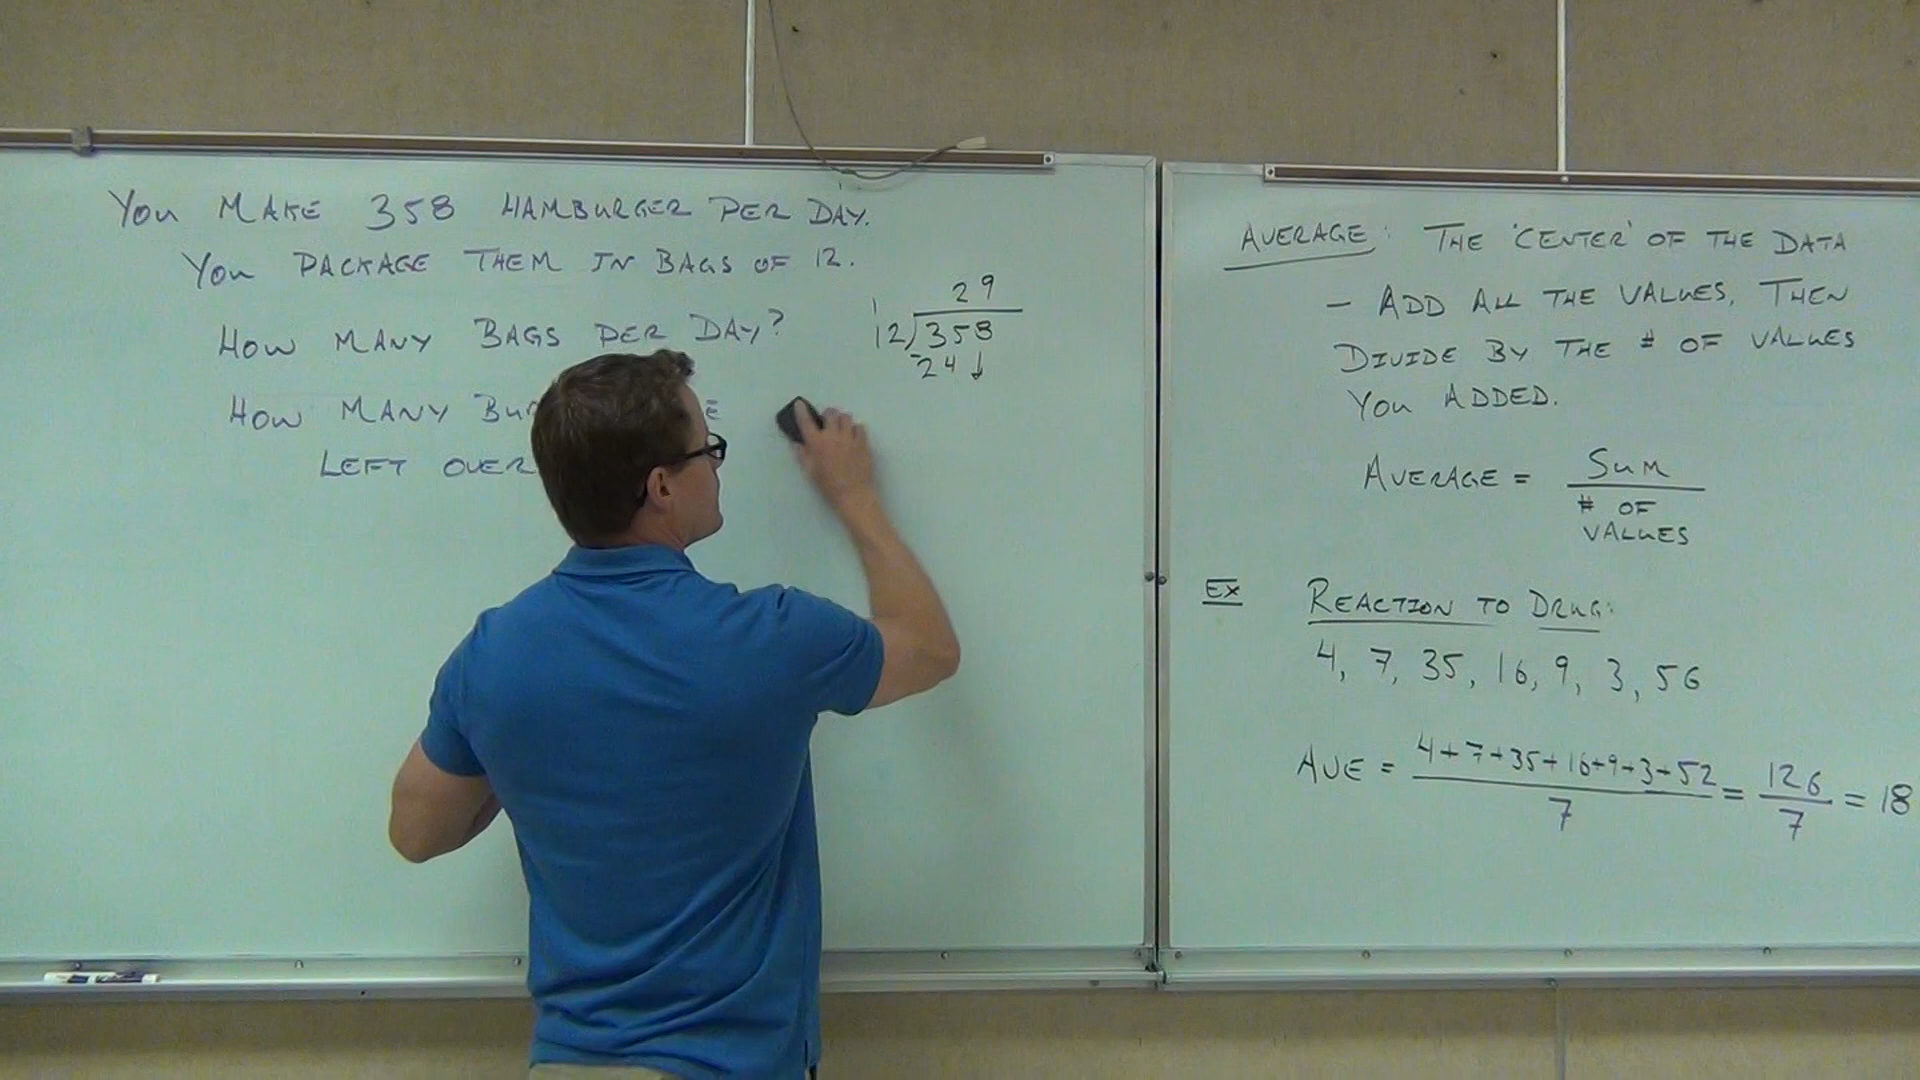 You MAKE 358 HAMBURGER PER DAY.
You PACKAGE THEM IN BAGS OF 12.
HOW MANY BAGS PER DAY?
HOW MANY
LEFT OVER
29
1
12)358
-24↓
AVERAGE: THE 'CENTER' OF THE DATA
- ADD ALL THE VALUES, THEN
DIVIDE BY THE # OF VALUES
YOU ADDED.
AVERAGE = SUM
# OF
VALUES
EX REACTION TO DRUG:
4, 7, 35, 16, 9, 3, 56
AVE = 4+7+35+16+9+3+52 = 126 = 18
7 7